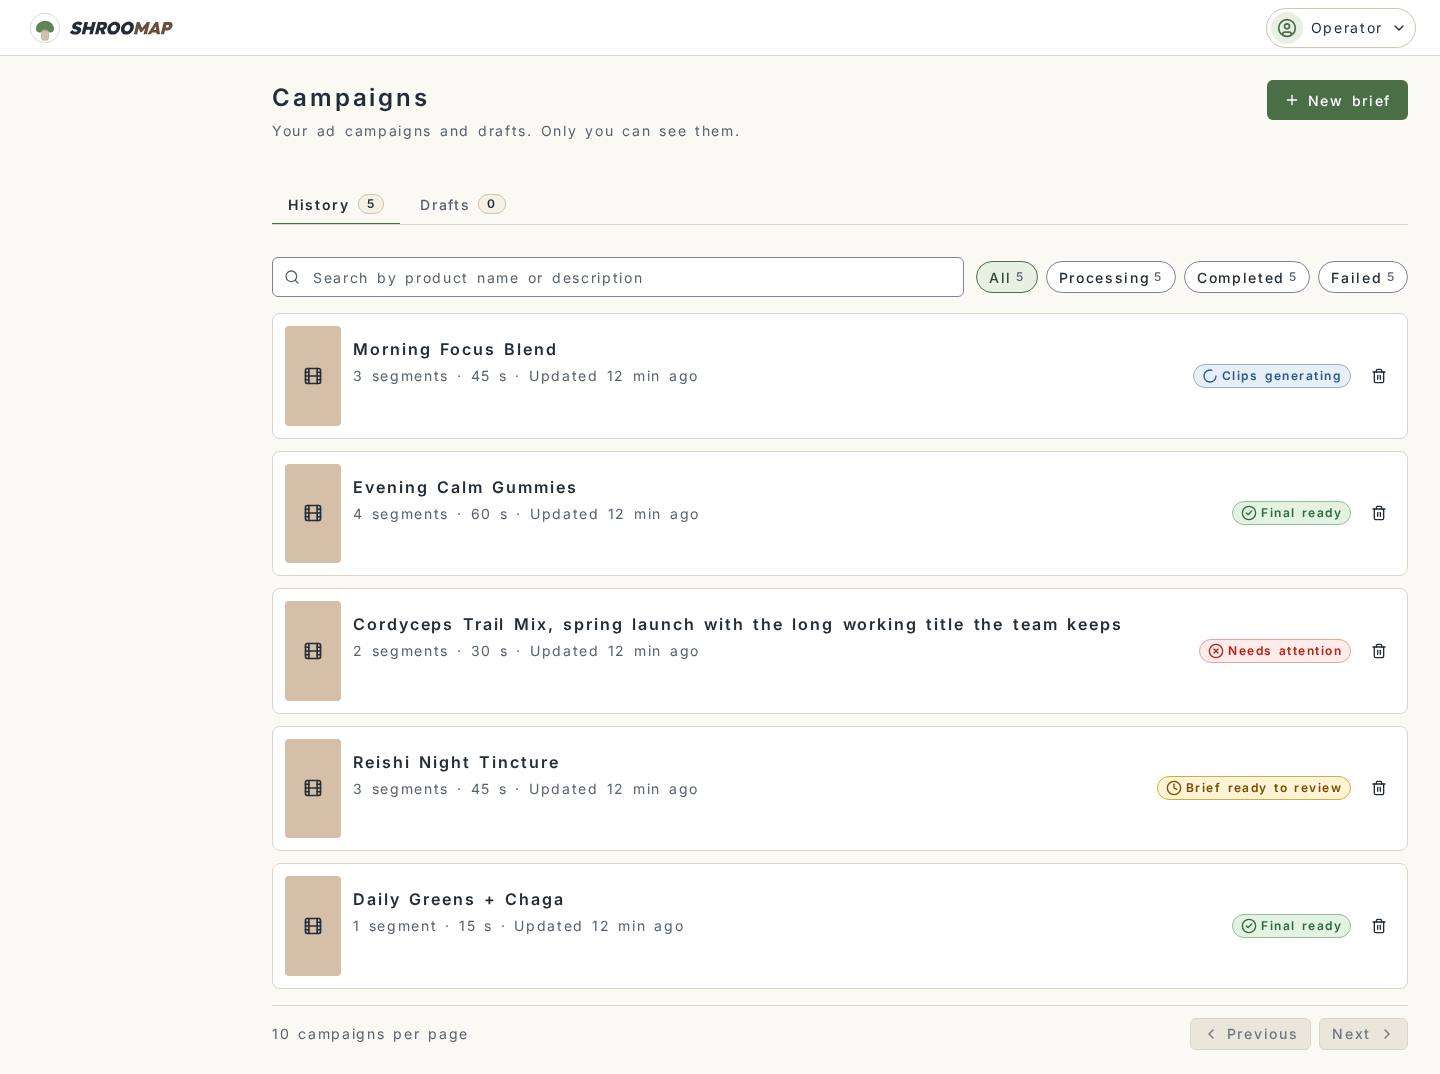 SHROOMAP
Operator
Campaigns
New brief
Your ad campaigns and drafts. Only you can see them.
History 5
Drafts 0
Search by product name or description
All 5
Processing 5
Completed 5
Failed 5
Morning Focus Blend
3 segments · 45 s · Updated 12 min ago
Clips generating
Evening Calm Gummies
4 segments · 60 s · Updated 12 min ago
Final ready
Cordyceps Trail Mix, spring launch with the long working title the team keeps
2 segments · 30 s · Updated 12 min ago
Needs attention
Reishi Night Tincture
3 segments · 45 s · Updated 12 min ago
Brief ready to review
Daily Greens + Chaga
1 segment · 15 s · Updated 12 min ago
Final ready
10 campaigns per page
Previous
Next